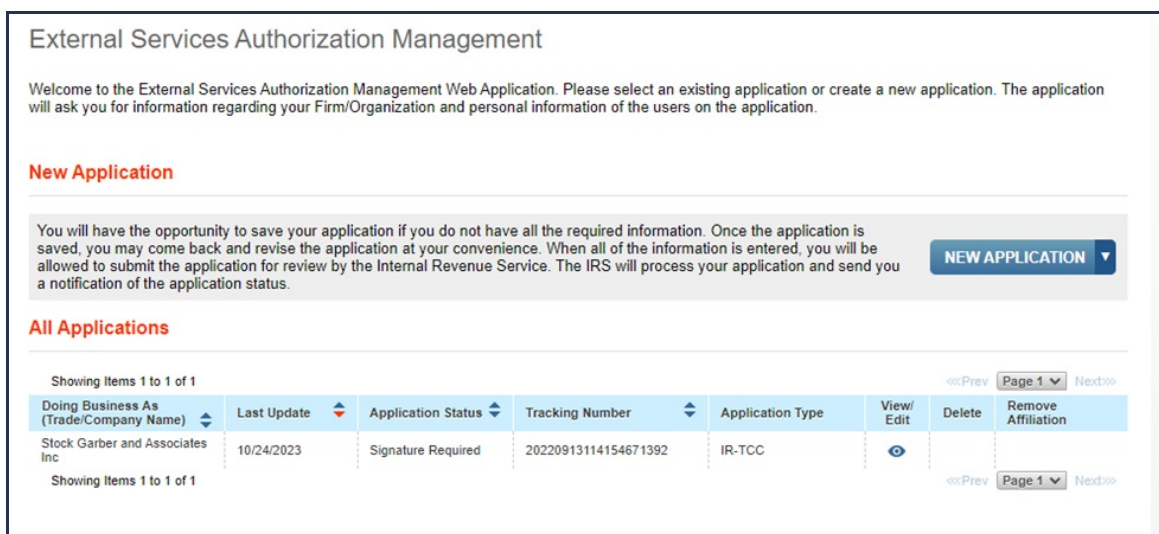 External Services Authorization Management
Welcome to the External Services Authorization Management Web Application. Please select an existing application or create a new application. The application
will ask you for information regarding your Firm/Organization and personal information of the users on the application.
New Application
You will have the opportunity to save your application if you do not have all the required information. Once the application is
saved, you may come back and revise the application at your convenience. When all of the information is entered, you will be
allowed to submit the application for review by the Internal Revenue Service. The IRS will process your application and send you
a notification of the application status.
NEW APPLICATION
All Applications
Showing Items 1 to 1 of 1
Prev Page 1 Next
Doing Business As
(Trade/Company Name) Last Update Application Status Tracking Number Application Type View/
Edit Delete Remove
Affiliation
Stock Garber and Associates
Inc 10/24/2023 Signature Required 20220913114154671392 IR-TCC
Showing Items 1 to 1 of 1
Prev Page 1 Next